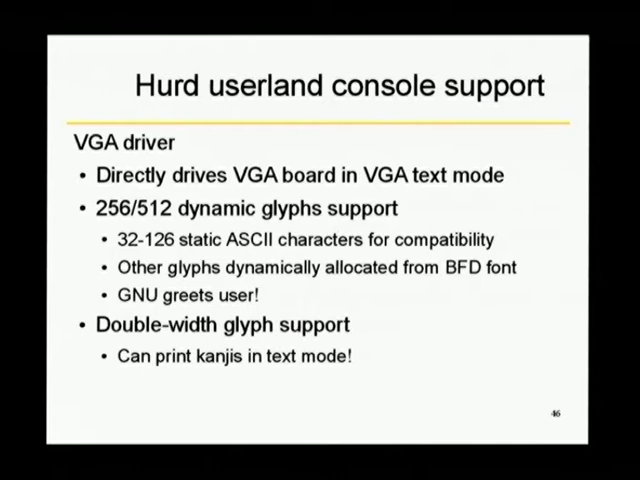 Hurd userland console support
VGA driver
• Directly drives VGA board in VGA text mode
• 256/512 dynamic glyphs support
• 32-126 static ASCII characters for compatibility
• Other glyphs dynamically allocated from BFD font
• GNU greets user!
• Double-width glyph support
• Can print kanjis in text mode!
46